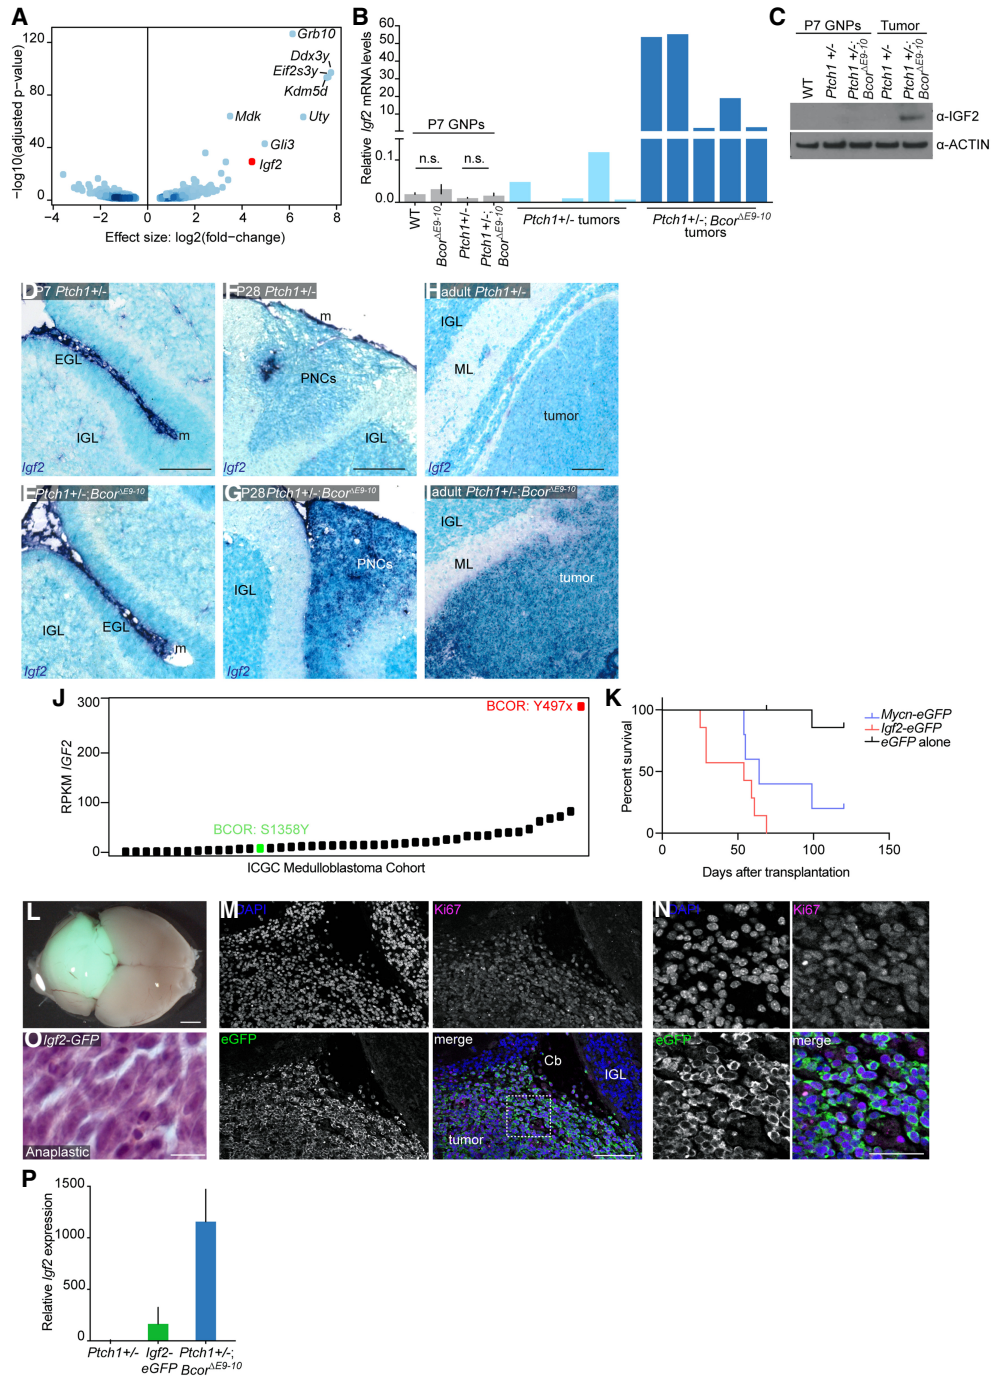 A
−log10(adjusted p−value)
120
80
40
0
−4
−2
0
2
4
6
8
Effect size: log2(fold−change)
Grb10
Ddx3y
Eif2s3y
Kdm5d
Mdk
Uty
Gli3
Igf2
B
Relative Igf2 mRNA levels
60
50
40
30
20
10
0.1
0.0
P7 GNPs
n.s.
n.s.
WT
BcorΔE9-10
Ptch1+/-
Ptch1+/-;
BcorΔE9-10
Ptch1+/- tumors
Ptch1+/-; BcorΔE9-10
tumors
C
P7 GNPs
Tumor
WT
Ptch1 +/-
Ptch1 +/-;
BcorΔE9-10
Ptch1 +/-
Ptch1 +/-;
BcorΔE9-10
α-IGF2
α-ACTIN
D P7 Ptch1+/-
EGL
IGL
m
Igf2
F P28 Ptch1+/-
m
PNCs
IGL
Igf2
H adult Ptch1+/-
IGL
ML
tumor
Igf2
E Ptch1+/-;BcorΔE9-10
IGL
EGL
m
Igf2
G P28 Ptch1+/-;BcorΔE9-10
PNCs
IGL
Igf2
I adult Ptch1+/-;BcorΔE9-10
IGL
ML
tumor
Igf2
J
RPKM IGF2
300
200
100
0
BCOR: Y497x
BCOR: S1358Y
ICGC Medulloblastoma Cohort
K
Percent survival
100
50
0
0
50
100
150
Days after transplantation
Mycn-eGFP
Igf2-eGFP
eGFP alone
L
M DAPI
Ki67
eGFP
merge
Cb
IGL
tumor
N DAPI
Ki67
eGFP
merge
O Igf2-GFP
Anaplastic
P
Relative Igf2 expression
1500
1000
500
0
Ptch1+/-
Igf2-
eGFP
Ptch1+/-;
BcorΔE9-10